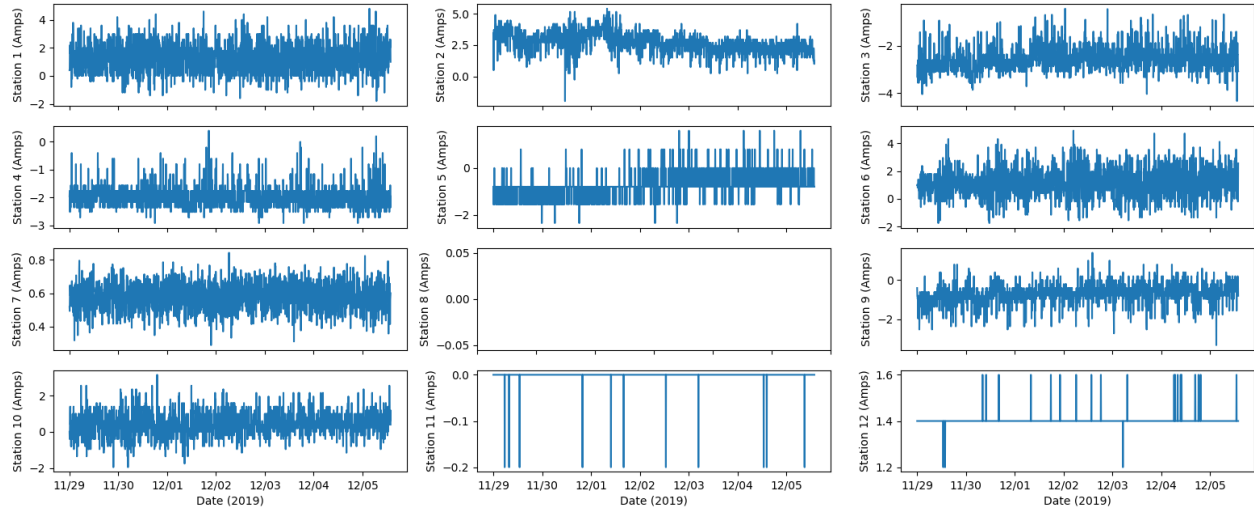 Station 1 (Amps)
4
2
0
−2
Station 2 (Amps)
5.0
2.5
0.0
Station 3 (Amps)
−2
−4
Station 4 (Amps)
0
−1
−2
−3
Station 5 (Amps)
0
−2
Station 6 (Amps)
4
2
0
−2
Station 7 (Amps)
0.8
0.6
0.4
Station 8 (Amps)
0.05
0.00
−0.05
Station 9 (Amps)
0
−2
Station 10 (Amps)
2
0
−2
11/29 11/30 12/01 12/02 12/03 12/04 12/05
Date (2019)
Station 11 (Amps)
0.0
−0.1
−0.2
11/29 11/30 12/01 12/02 12/03 12/04 12/05
Date (2019)
Station 12 (Amps)
1.6
1.4
1.2
11/29 11/30 12/01 12/02 12/03 12/04 12/05
Date (2019)